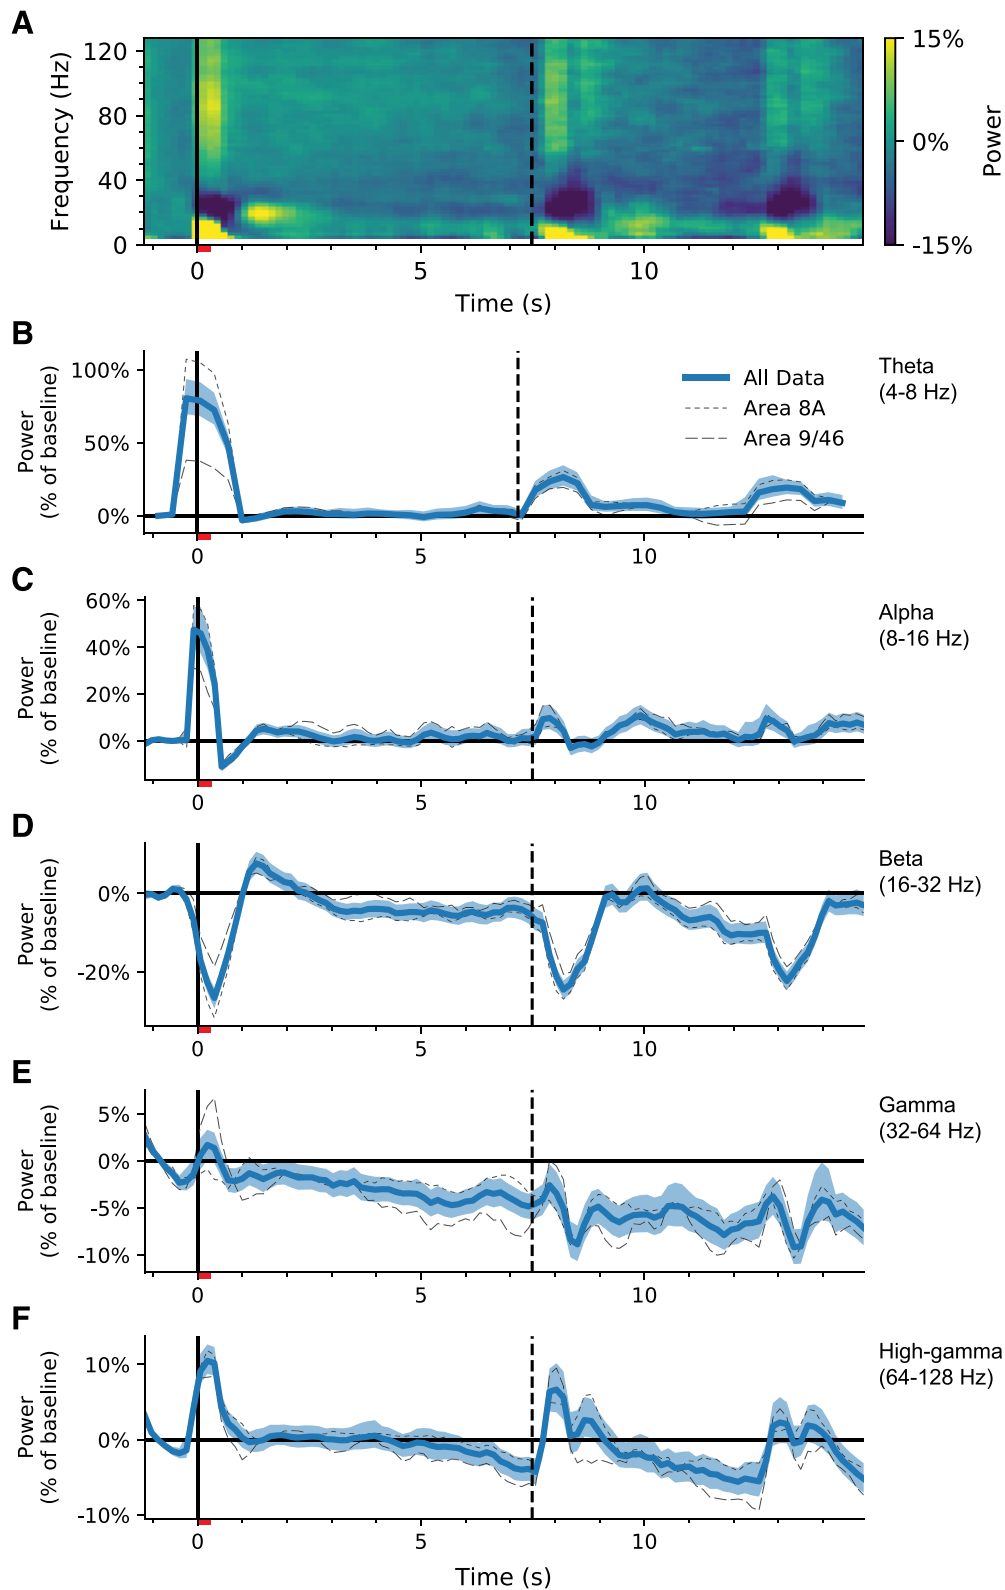 A
120
80
40
0
Frequency (Hz)
0
5
10
Time (s)
15%
0%
-15%
Power
B
100%
50%
0%
Power
(% of baseline)
Theta
(4-8 Hz)
All Data
Area 8A
Area 9/46
0
5
10
C
60%
40%
20%
0%
Power
(% of baseline)
Alpha
(8-16 Hz)
0
5
10
D
0%
-20%
Power
(% of baseline)
Beta
(16-32 Hz)
0
5
10
E
5%
0%
-5%
-10%
Power
(% of baseline)
Gamma
(32-64 Hz)
0
5
10
F
10%
0%
-10%
Power
(% of baseline)
High-gamma
(64-128 Hz)
0
5
10
Time (s)